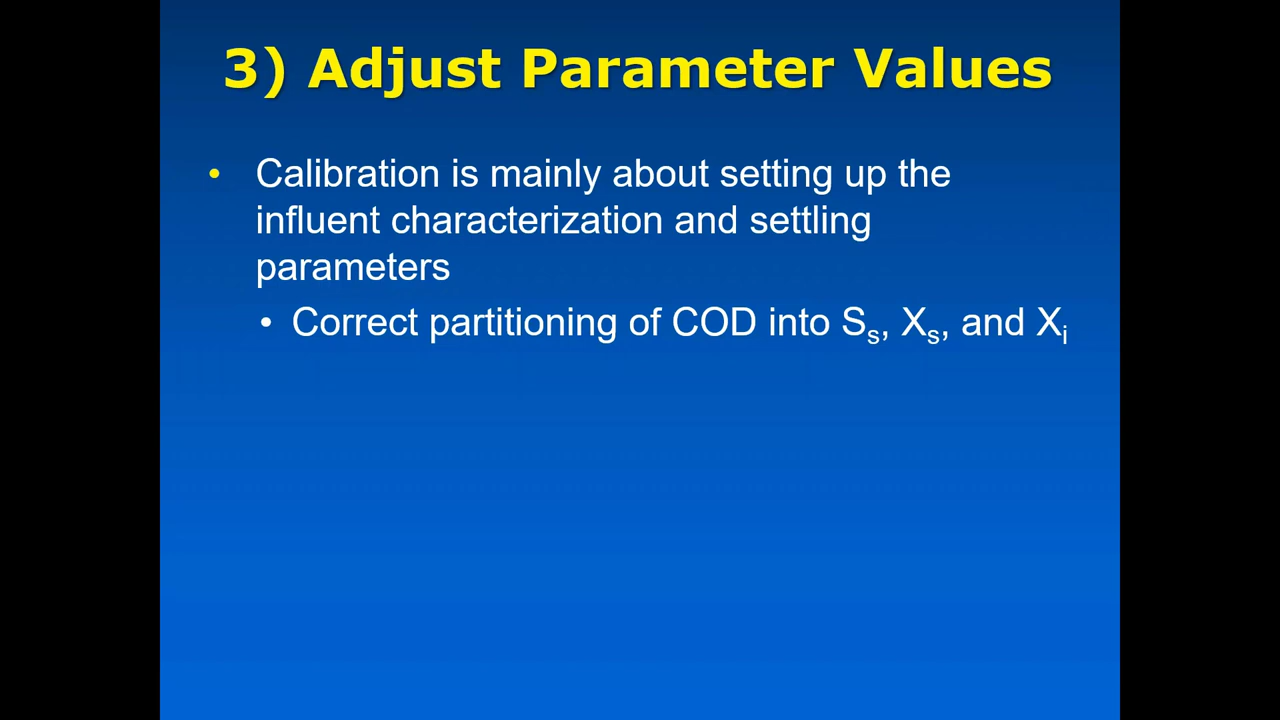 3) Adjust Parameter Values
• Calibration is mainly about setting up the
influent characterization and settling
parameters
• Correct partitioning of COD into Sₛ, Xₛ, and Xᵢ